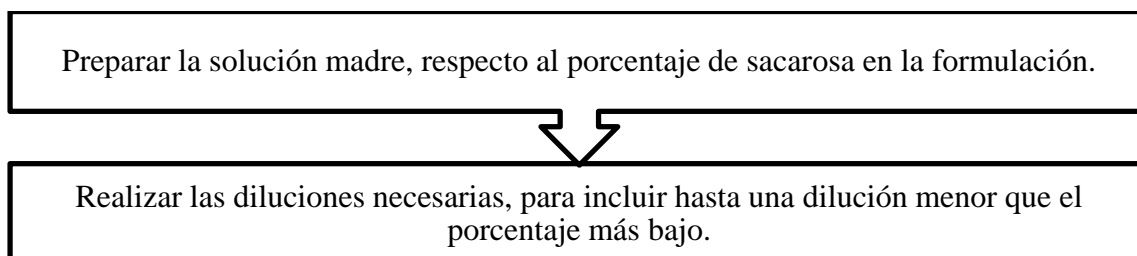 Preparar la solución madre, respecto al porcentaje de sacarosa en la formulación.
Realizar las diluciones necesarias, para incluir hasta una dilución menor que el
porcentaje más bajo.